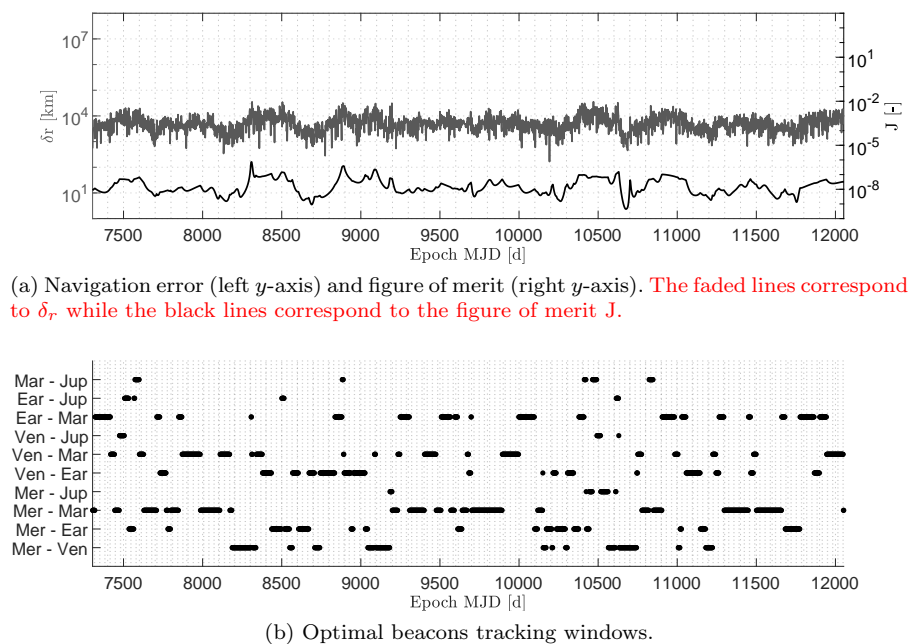 10^7
10^4
10^1
δr [km]
10^1
10^-2
10^-5
10^-8
J [-]
7500 8000 8500 9000 9500 10000 10500 11000 11500 12000
Epoch MJD [d]
(a) Navigation error (left y-axis) and figure of merit (right y-axis). The faded lines correspond
to δ_r while the black lines correspond to the figure of merit J.
Mar - Jup
Ear - Jup
Ear - Mar
Ven - Jup
Ven - Mar
Ven - Ear
Mer - Jup
Mer - Mar
Mer - Ear
Mer - Ven
7500 8000 8500 9000 9500 10000 10500 11000 11500 12000
Epoch MJD [d]
(b) Optimal beacons tracking windows.